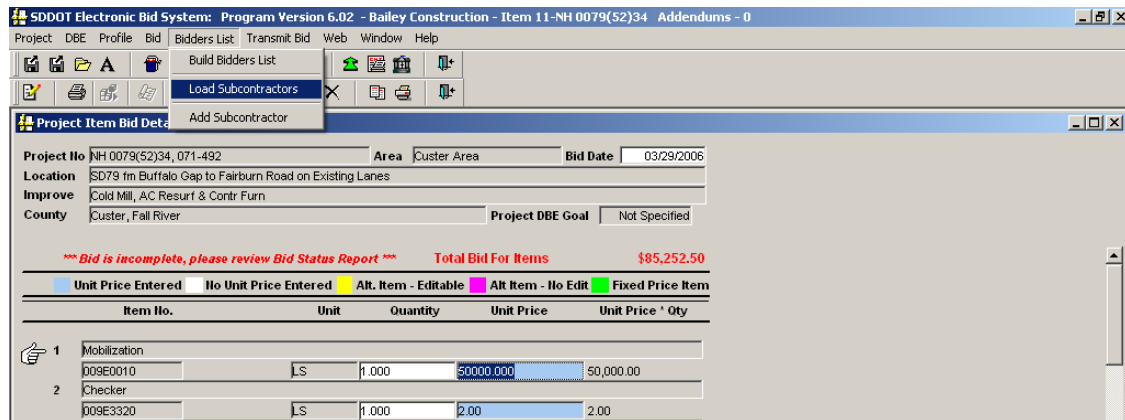 SDDOT Electronic Bid System: Program Version 6.02 - Bailey Construction - Item 11-NH 0079(52)34 Addendums - 0
Project DBE Profile Bid Bidders List Transmit Bid Web Window Help
Build Bidders List
Load Subcontractors
Add Subcontractor
Project Item Bid Deta
Project No NH 0079(52)34, 071-492 Area Custer Area Bid Date 03/29/2006
Location SD79 fm Buffalo Gap to Fairburn Road on Existing Lanes
Improve Cold Mill, AC Resurf & Contr Furn
County Custer, Fall River Project DBE Goal Not Specified
*** Bid is incomplete, please review Bid Status Report *** Total Bid For Items $85,252.50
Unit Price Entered No Unit Price Entered Alt. Item - Editable Alt Item - No Edit Fixed Price Item
Item No. Unit Quantity Unit Price Unit Price * Qty
1 Mobilization
009E0010 LS 1.000 50000.000 50,000.00
2 Checker
009E3320 LS 1.000 2.00 2.00